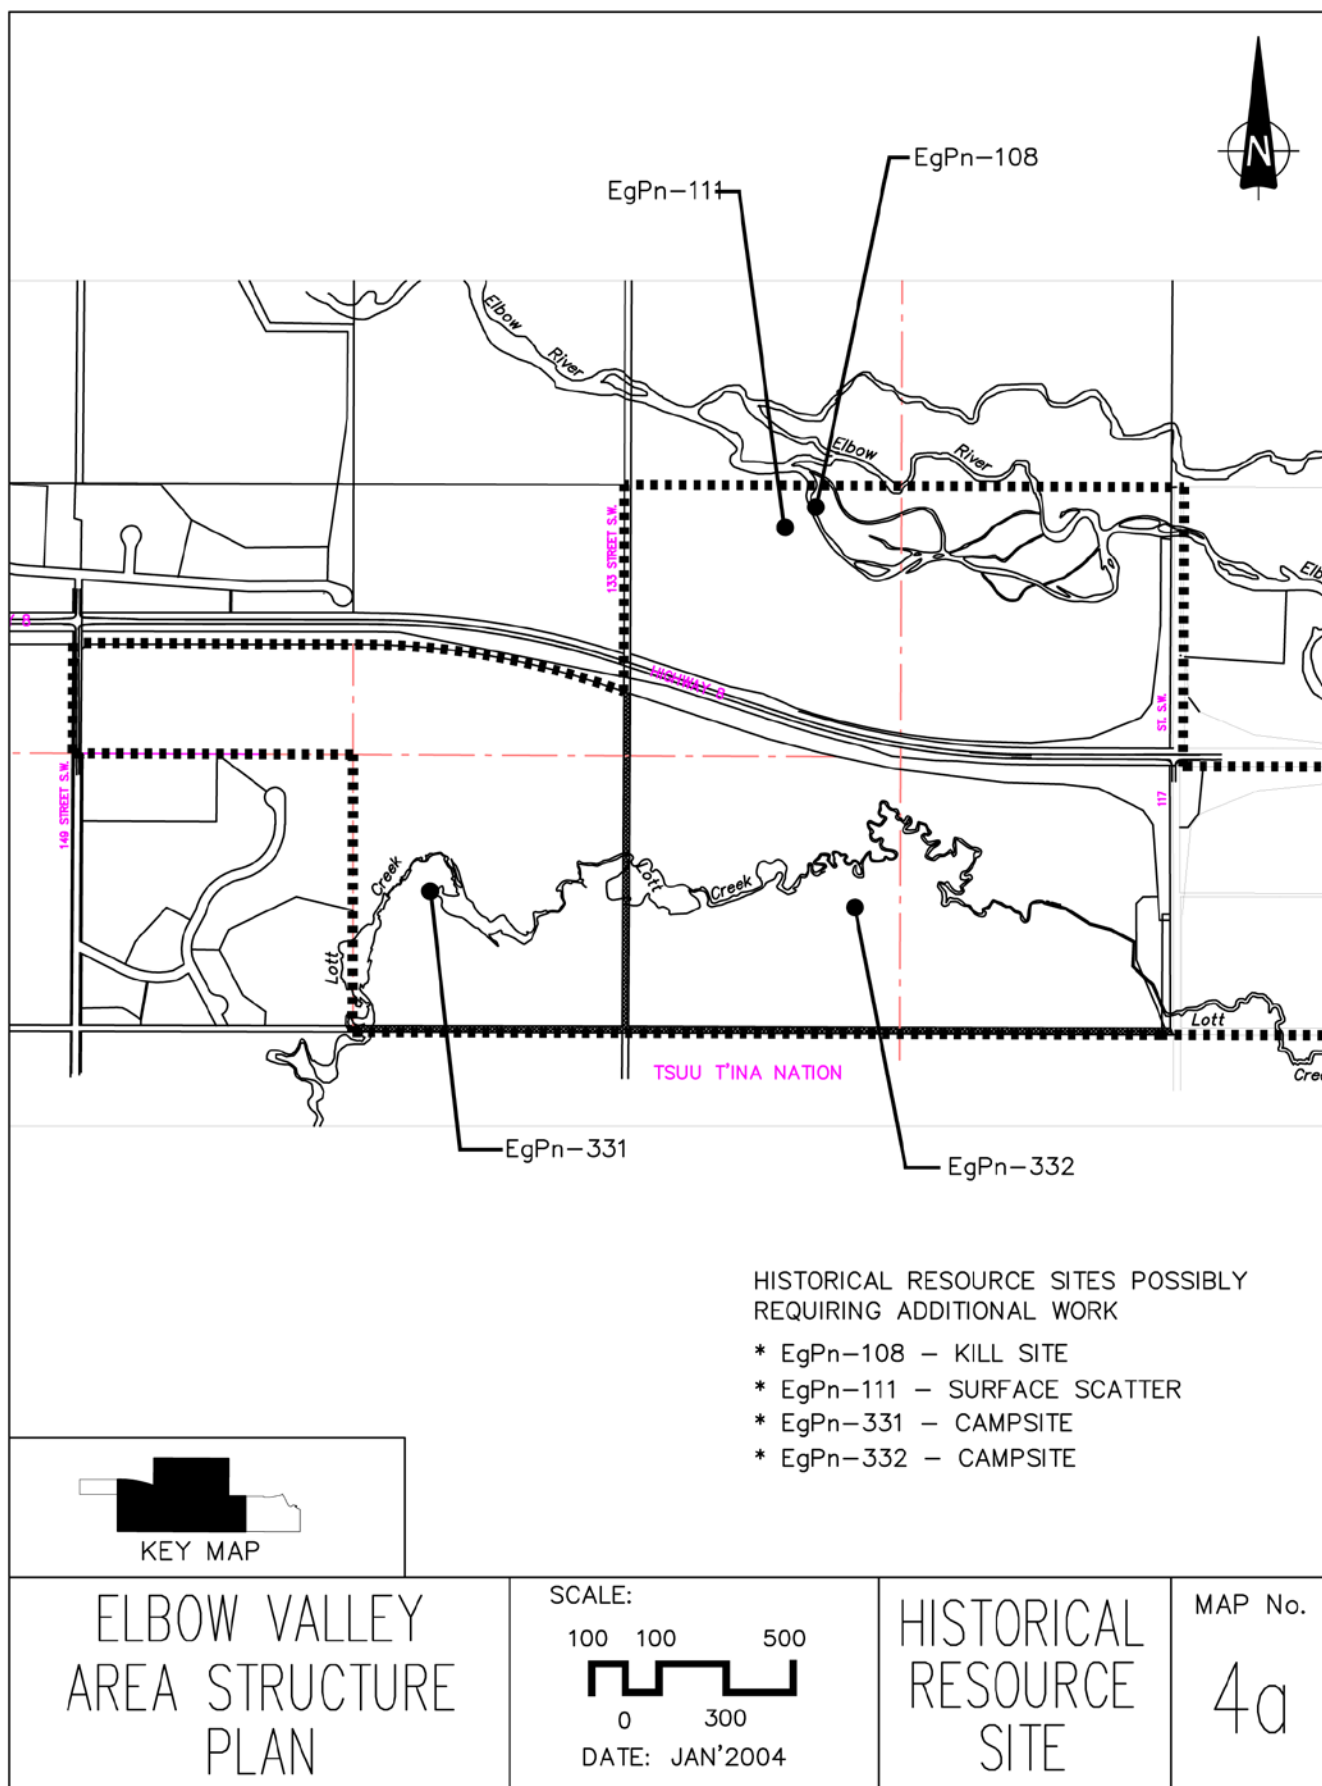 N
EgPn-108
EgPn-111
Elbow
River
Elbow
River
133 STREET S.W.
Elb
Y 8
HIGHWAY 8
ST. S.W.
117
149 STREET S.W.
Creek
Lott
Creek
Lott
Lott
Cree
TSUU T'INA NATION
EgPn-331
EgPn-332
HISTORICAL RESOURCE SITES POSSIBLY
REQUIRING ADDITIONAL WORK
* EgPn-108 - KILL SITE
* EgPn-111 - SURFACE SCATTER
* EgPn-331 - CAMPSITE
* EgPn-332 - CAMPSITE
KEY MAP
ELBOW VALLEY
AREA STRUCTURE
PLAN
SCALE:
100 100 500
0 300
DATE: JAN'2004
HISTORICAL
RESOURCE
SITE
MAP No.
4a